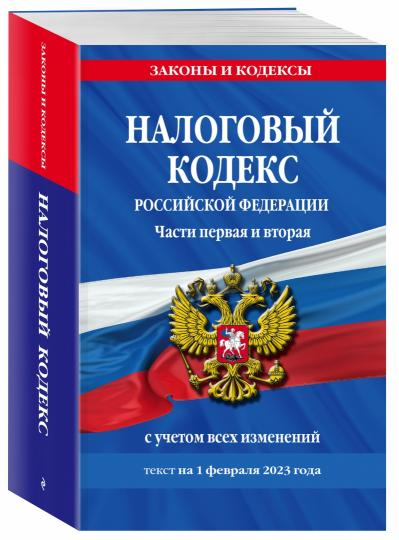 ЗАКОНЫ И КОДЕКСЫ
НАЛОГОВЫЙ
КОДЕКС
РОССИЙСКОЙ ФЕДЕРАЦИИ
Части первая и вторая
с учетом всех изменений
текст на 1 февраля 2023 года
ЗАКОНЫ И КОДЕКСЫ
НАЛОГОВЫЙ КОДЕКС